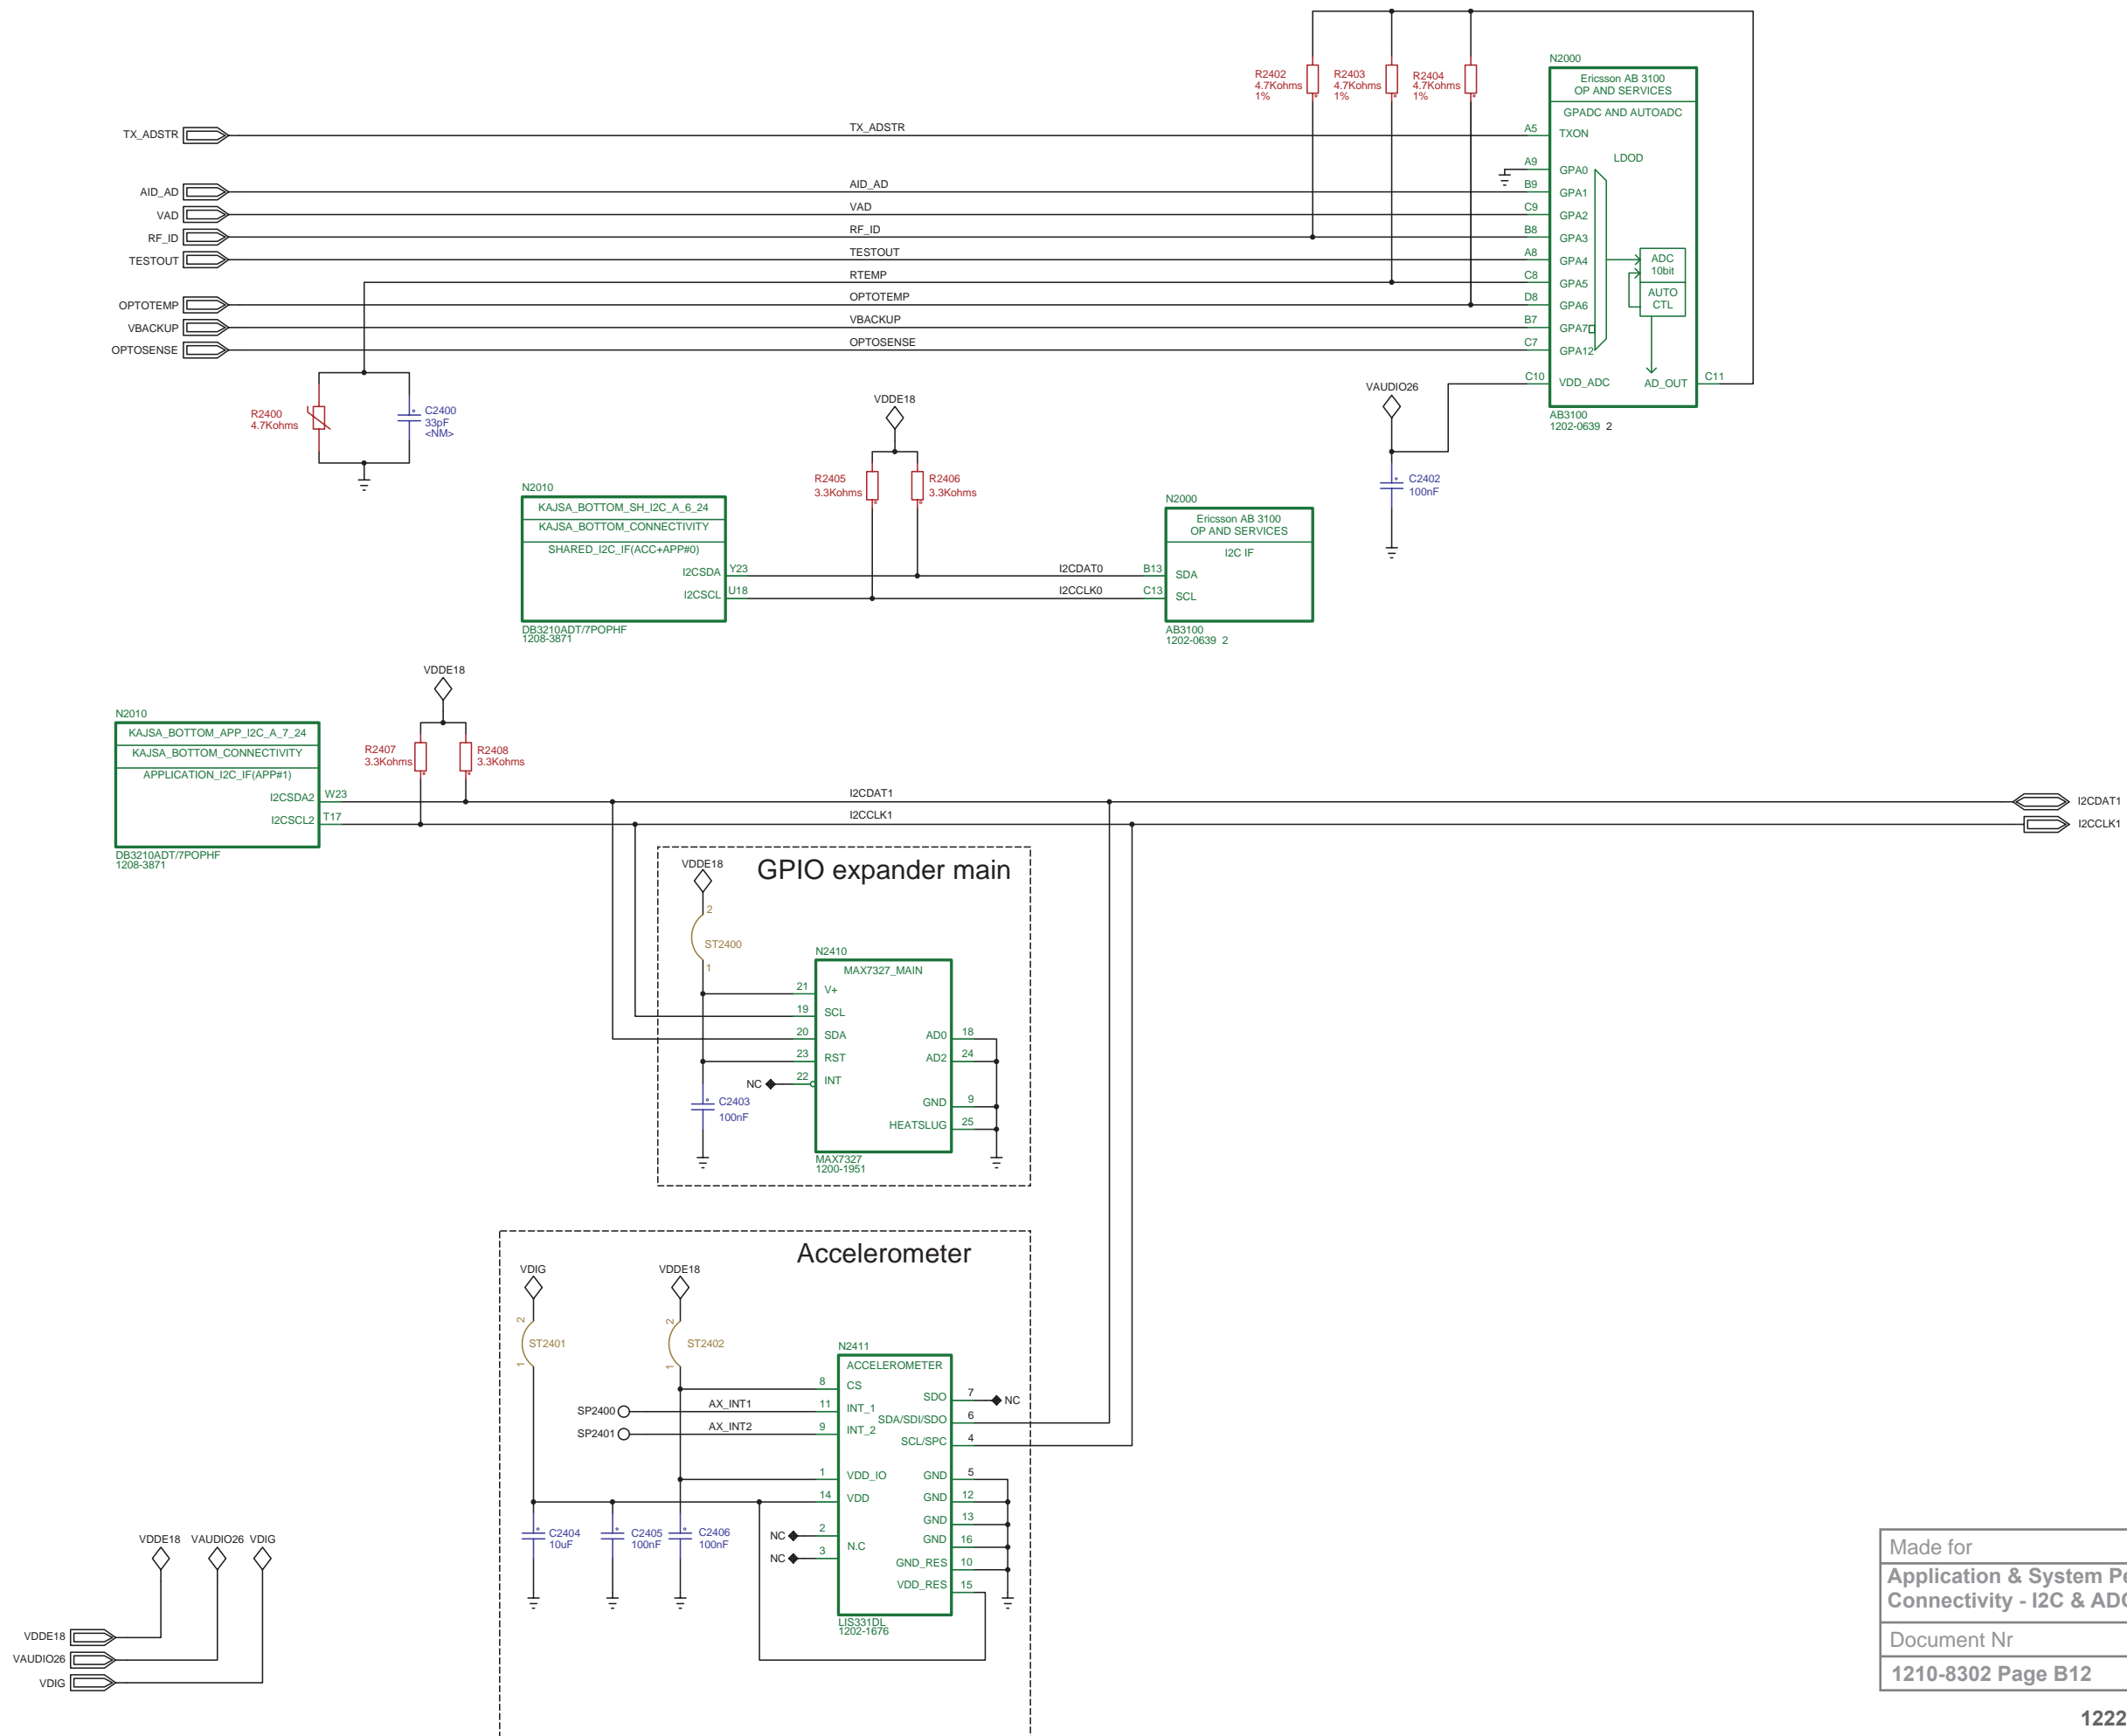 N2000
Ericsson AB 3100
OP AND SERVICES
GPADC AND AUTOADC
R2402
4.7Kohms
1%
R2403
4.7Kohms
1%
R2404
4.7Kohms
1%
TX_ADSTR
TX_ADSTR
A5
TXON
LDOD
A9
GPA0
AID_AD
AID_AD
B9
GPA1
VAD
VAD
C9
GPA2
RF_ID
RF_ID
B8
GPA3
TESTOUT
TESTOUT
A8
GPA4
ADC
10bit
RTEMP
C8
GPA5
AUTO
CTL
OPTOTEMP
OPTOTEMP
D8
GPA6
VBACKUP
VBACKUP
B7
GPA7
OPTOSENSE
OPTOSENSE
C7
GPA12
C10
VDD_ADC
AD_OUT
C11
AB3100
1202-0639 2
R2400
4.7Kohms
C2400
33pF
<NM>
VAUDIO26
C2402
100nF
VDDE18
R2405
3.3Kohms
R2406
3.3Kohms
N2010
KAJSA_BOTTOM_SH_I2C_A_6_24
KAJSA_BOTTOM_CONNECTIVITY
SHARED_I2C_IF(ACC+APP#0)
I2CSDA
Y23
I2CSCL
U18
DB3210ADT/7POPHF
1208-3871
I2CDAT0
I2CCLK0
N2000
Ericsson AB 3100
OP AND SERVICES
I2C IF
B13
SDA
C13
SCL
AB3100
1202-0639 2
VDDE18
N2010
KAJSA_BOTTOM_APP_I2C_A_7_24
KAJSA_BOTTOM_CONNECTIVITY
APPLICATION_I2C_IF(APP#1)
I2CSDA2
W23
I2CSCL2
T17
DB3210ADT/7POPHF
1208-3871
R2407
3.3Kohms
R2408
3.3Kohms
I2CDAT1
I2CDAT1
I2CCLK1
I2CCLK1
GPIO expander main
VDDE18
2
ST2400
1
N2410
MAX7327_MAIN
21
V+
19
SCL
20
SDA
AD0
18
23
RST
AD2
24
NC
22
INT
C2403
100nF
GND
9
HEATSLUG
25
MAX7327
1200-1951
Accelerometer
VDIG
VDDE18
2
ST2401
1
2
ST2402
1
N2411
ACCELEROMETER
8
CS
SDO
7
NC
SP2400
AX_INT1
11
INT_1
SDA/SDI/SDO
6
SP2401
AX_INT2
9
INT_2
SCL/SPC
4
1
VDD_IO
GND
5
14
VDD
GND
12
GND
13
C2404
10uF
C2405
100nF
C2406
100nF
NC
2
GND
16
N.C
NC
3
GND_RES
10
VDD_RES
15
LIS331DL
1202-1676
VDDE18
VAUDIO26
VDIG
VDDE18
VAUDIO26
VDIG
Made for
Application & System Pe
Connectivity - I2C & AD
Document Nr
1210-8302 Page B12
1222